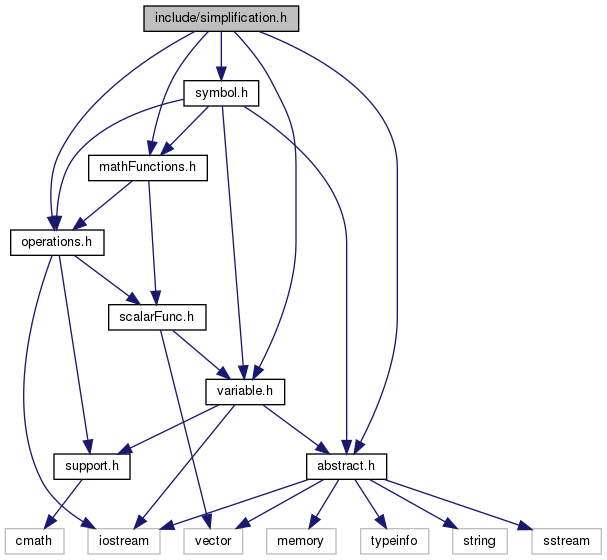 include/simplification.h
symbol.h
mathFunctions.h
operations.h
scalarFunc.h
variable.h
support.h
abstract.h
cmath
iostream
vector
memory
typeinfo
string
sstream